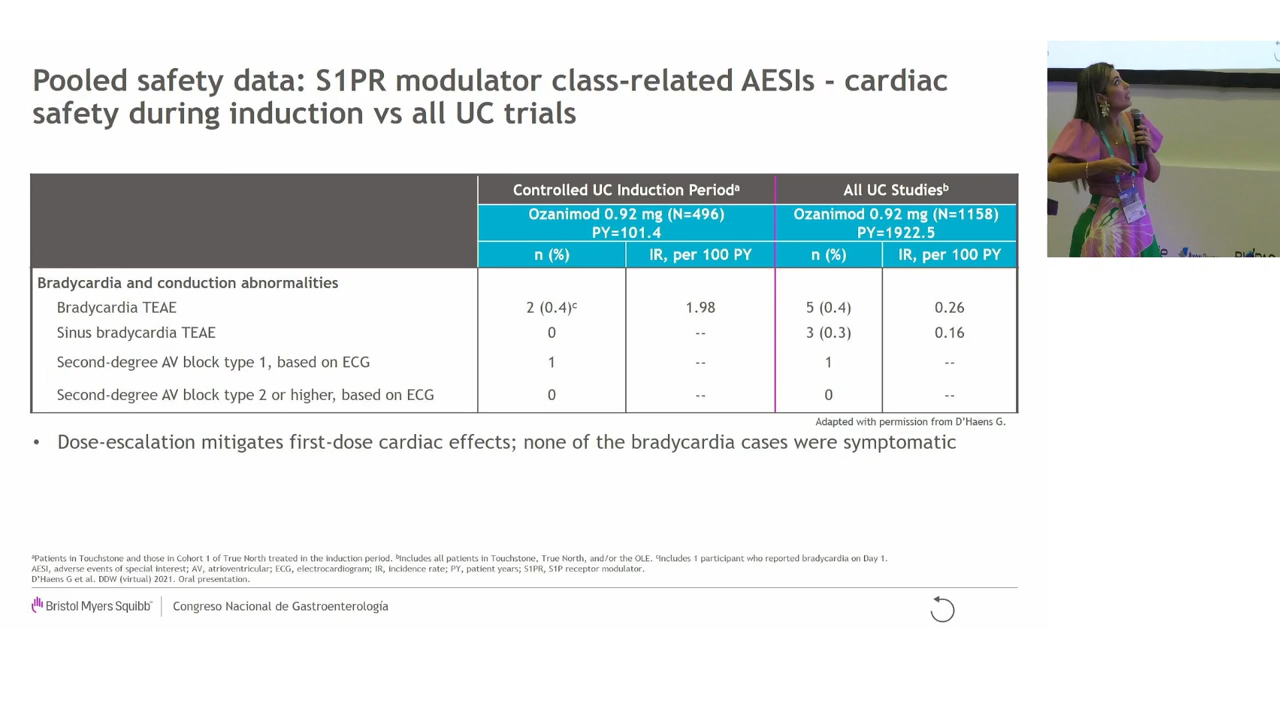 Pooled safety data: S1PR modulator class-related AESIs - cardiac
safety during induction vs all UC trials
Controlled UC Induction Periodᵃ
All UC Studiesᵇ
Ozanimod 0.92 mg (N=496)
PY=101.4
Ozanimod 0.92 mg (N=1158)
PY=1922.5
n (%) IR, per 100 PY n (%) IR, per 100 PY
Bradycardia and conduction abnormalities
Bradycardia TEAE 2 (0.4)ᶜ 1.98 5 (0.4) 0.26
Sinus bradycardia TEAE 0 -- 3 (0.3) 0.16
Second-degree AV block type 1, based on ECG 1 -- 1 --
Second-degree AV block type 2 or higher, based on ECG 0 -- 0 --
Adapted with permission from D'Haens G.
• Dose-escalation mitigates first-dose cardiac effects; none of the bradycardia cases were symptomatic
ᵃPatients in Touchstone and those in Cohort 1 of True North treated in the induction period. ᵇIncludes all patients in Touchstone, True North, and/or the OLE. ᶜIncludes 1 participant who reported bradycardia on Day 1.
AESI, adverse events of special interest; AV, atrioventricular; ECG, electrocardiogram; IR, incidence rate; PY, patient years; S1PR, S1P receptor modulator.
D'Haens G et al. DDW (virtual) 2021. Oral presentation.
Bristol Myers Squibb™ Congreso Nacional de Gastroenterología